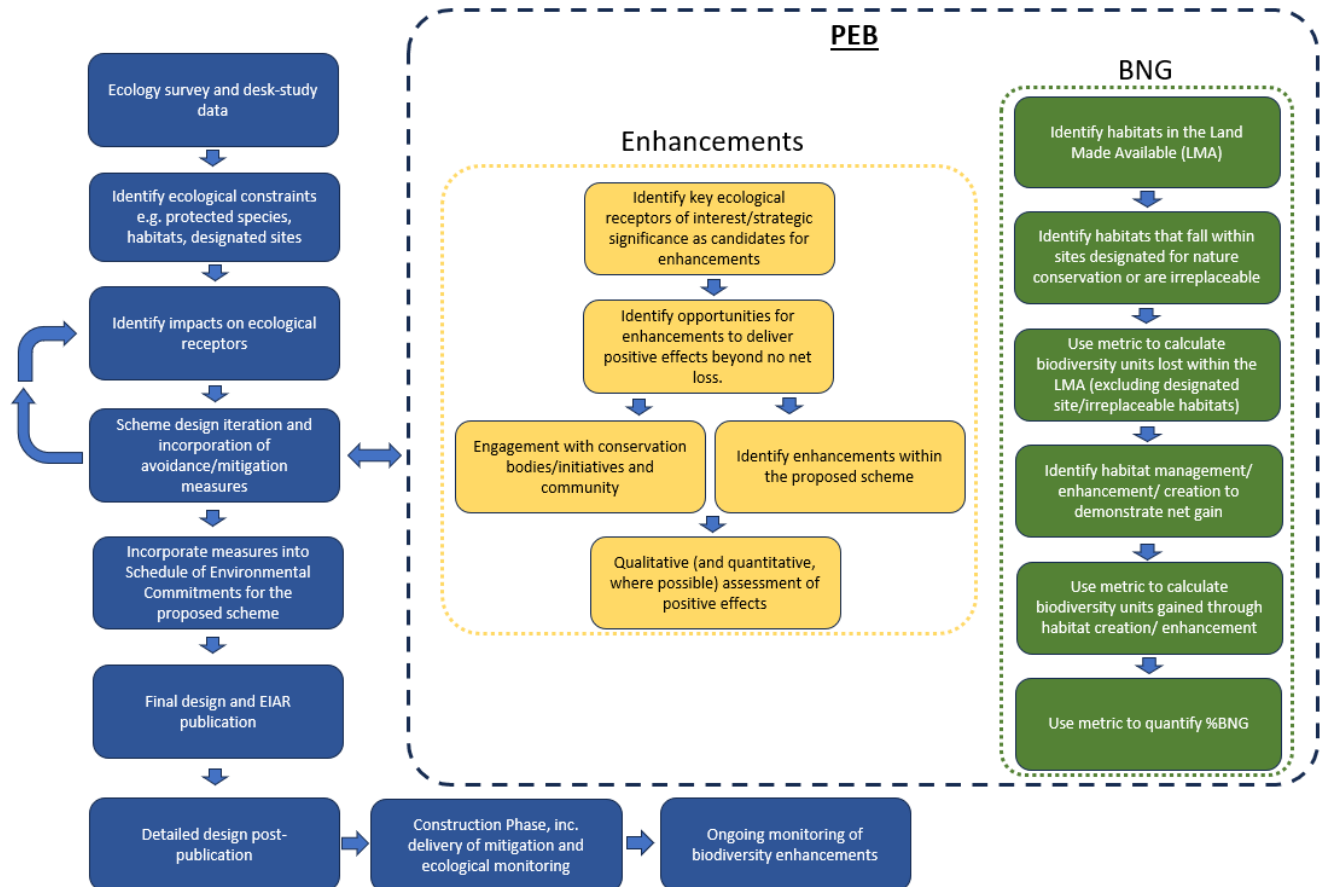 PEB
Ecology survey and desk-study
data
Identify ecological constraints
e.g. protected species,
habitats, designated sites
Identify impacts on ecological
receptors
Scheme design iteration and
incorporation of
avoidance/mitigation
measures
Incorporate measures into
Schedule of Environmental
Commitments for the
proposed scheme
Final design and EIAR
publication
Detailed design post-
publication
Construction Phase, inc.
delivery of mitigation and
ecological monitoring
Ongoing monitoring of
biodiversity enhancements
Enhancements
Identify key ecological
receptors of interest/strategic
significance as candidates for
enhancements
Identify opportunities for
enhancements to deliver
positive effects beyond no net
loss.
Engagement with conservation
bodies/initiatives and
community
Identify enhancements within
the proposed scheme
Qualitative (and quantitative,
where possible) assessment of
positive effects
BNG
Identify habitats in the Land
Made Available (LMA)
Identify habitats that fall within
sites designated for nature
conservation or are irreplaceable
Use metric to calculate
biodiversity units lost within the
LMA (excluding designated
site/irreplaceable habitats)
Identify habitat management/
enhancement/ creation to
demonstrate net gain
Use metric to calculate
biodiversity units gained through
habitat creation/ enhancement
Use metric to quantify %BNG